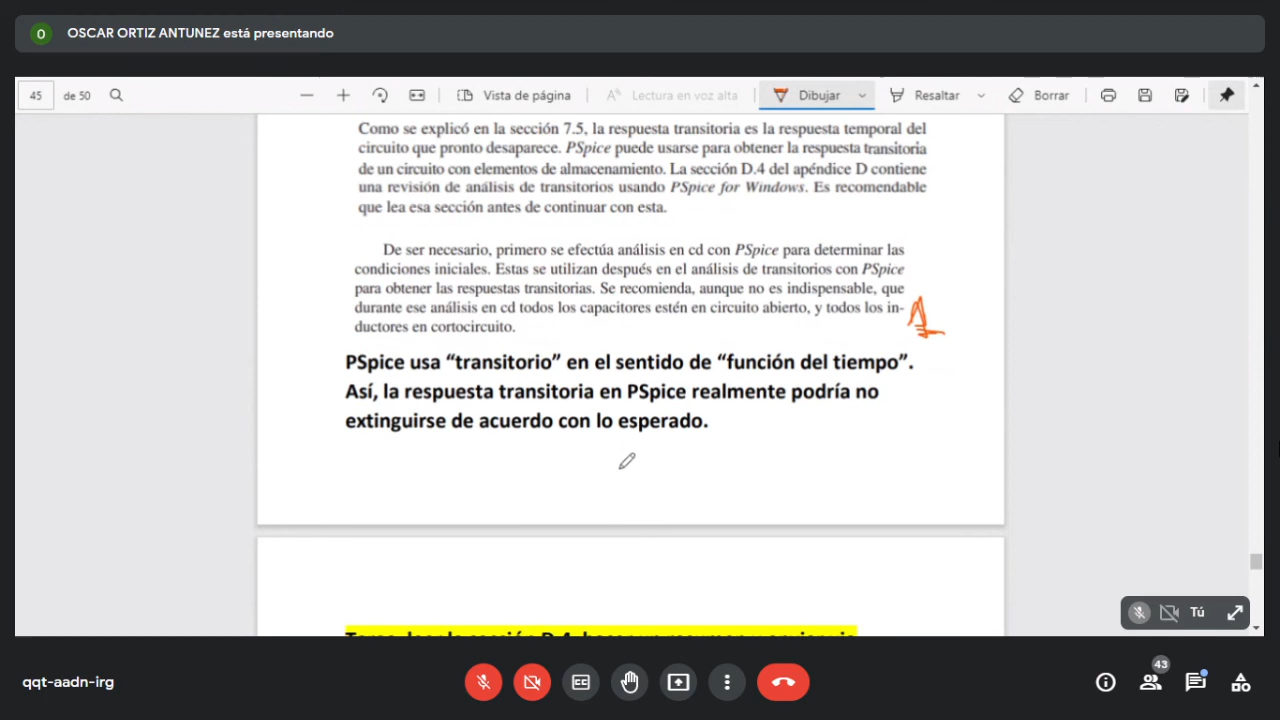 O OSCAR ORTIZ ANTUNEZ está presentando
45 de 50 Vista de página Lectura en voz alta Dibujar Resaltar Borrar
Como se explicó en la sección 7.5, la respuesta transitoria es la respuesta temporal del
circuito que pronto desaparece. PSpice puede usarse para obtener la respuesta transitoria
de un circuito con elementos de almacenamiento. La sección D.4 del apéndice D contiene
una revisión de análisis de transitorios usando PSpice for Windows. Es recomendable
que lea esa sección antes de continuar con esta.
De ser necesario, primero se efectúa análisis en cd con PSpice para determinar las
condiciones iniciales. Estas se utilizan después en el análisis de transitorios con PSpice
para obtener las respuestas transitorias. Se recomienda, aunque no es indispensable, que
durante ese análisis en cd todos los capacitores estén en circuito abierto, y todos los in-
ductores en cortocircuito.
PSpice usa “transitorio” en el sentido de “función del tiempo”.
Así, la respuesta transitoria en PSpice realmente podría no
extinguirse de acuerdo con lo esperado.
Tú
qqt-aadn-irg
43